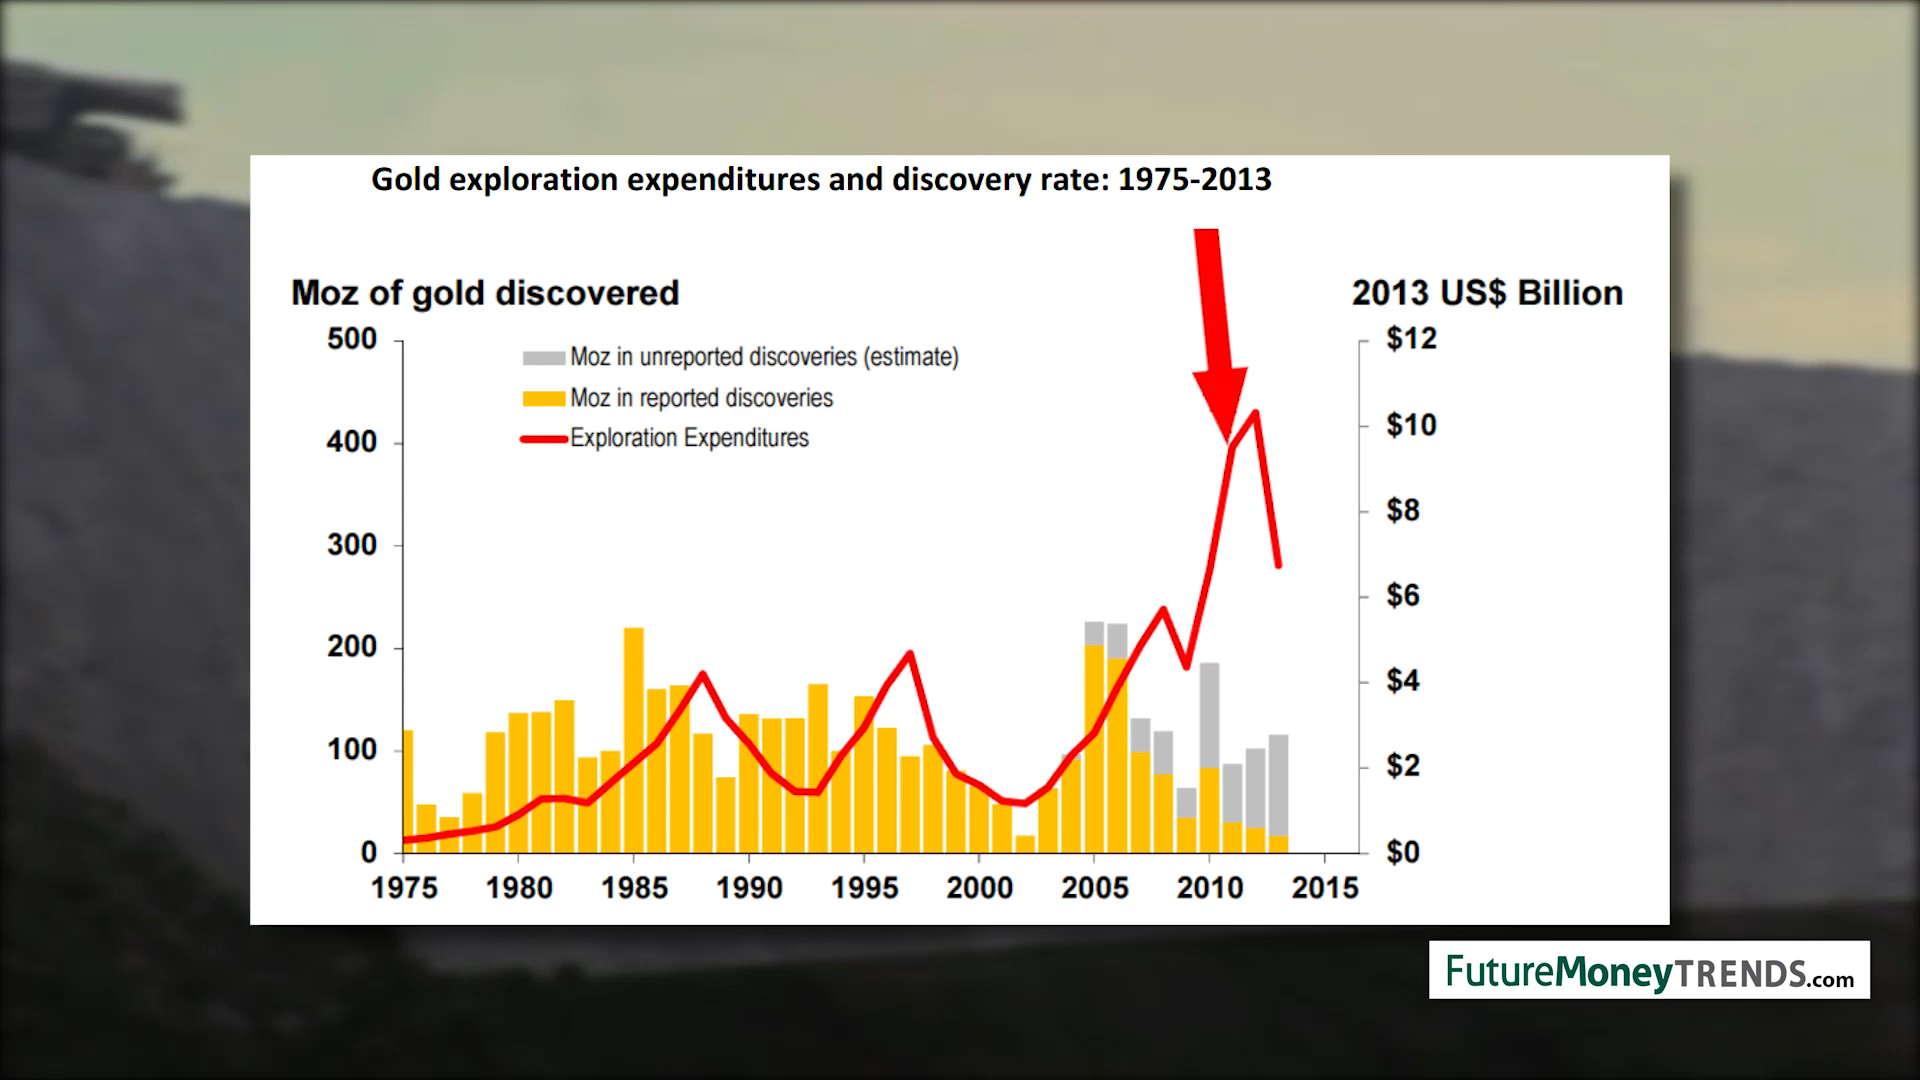 Gold exploration expenditures and discovery rate: 1975-2013
Moz of gold discovered
2013 US$ Billion
500
400
300
200
100
0
Moz in unreported discoveries (estimate)
Moz in reported discoveries
Exploration Expenditures
$12
$10
$8
$6
$4
$2
$0
1975 1980 1985 1990 1995 2000 2005 2010 2015
FutureMoneyTRENDS.com